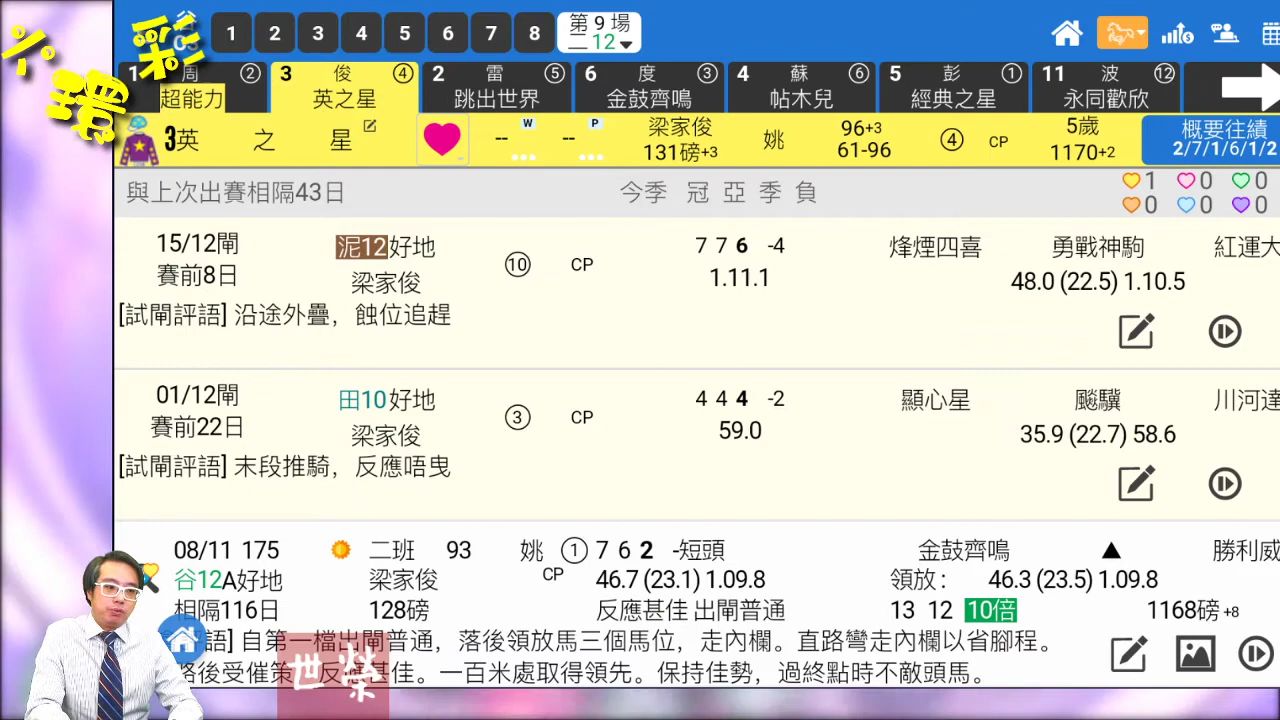 小環彩
谷
1 2 3 4 5 6 7 8
第 9 場
二 12
1 周 ② 超能力
3 俊 ④ 英之星
2 雷 ⑤ 跳出世界
6 度 ③ 金鼓齊鳴
4 蘇 ⑥ 帖木兒
5 彭 ① 經典之星
11 波 ⑫ 永同歡欣
3英之星
-- W -- P
梁家俊
131磅+3
姚
96+3
61-96
④ CP
5歲
1170+2
概要往績
2/7/1/6/1/2
與上次出賽相隔43日 今季 冠 亞 季 負
1 0 0
0 0 0
15/12閘 泥12好地 ⑩ CP 7 7 6 -4 烽煙四喜 勇戰神駒 紅運大
賽前8日 梁家俊 1.11.1 48.0 (22.5) 1.10.5
[試閘評語] 沿途外疊，蝕位追趕
01/12閘 田10好地 ③ CP 4 4 4 -2 顯心星 飈驥 川河達
賽前22日 梁家俊 59.0 35.9 (22.7) 58.6
[試閘評語] 末段推騎，反應唔曳
08/11 175 二班 93 姚 ① 7 6 2 -短頭 金鼓齊鳴 ▲ 勝利威
谷12A好地 梁家俊 CP 46.7 (23.1) 1.09.8 領放： 46.3 (23.5) 1.09.8
相隔116日 128磅 反應甚佳 出閘普通 13 12 10倍 1168磅 +8
語] 自第一檔出閘普通，落後領放馬三個馬位，走內欄。直路彎走內欄以省腳程。
路後受催策反應甚佳。一百米處取得領先。保持佳勢，過終點時不敵頭馬。
世榮